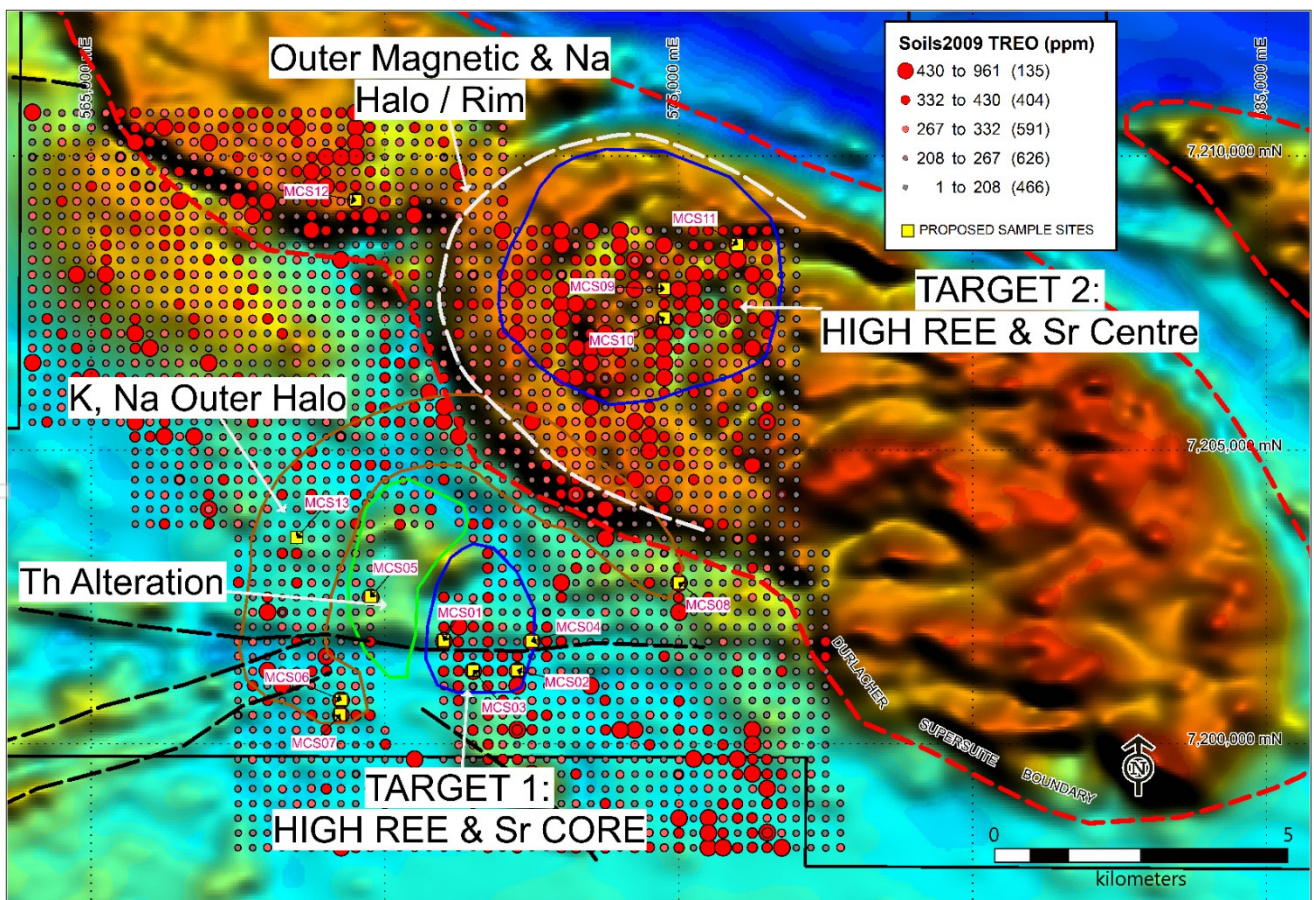 Outer Magnetic & Na
Halo / Rim
565,000 mE
575,000 mE
585,000 mE
Soils2009 TREO (ppm)
430 to 961 (135)
332 to 430 (404)
267 to 332 (591)
208 to 267 (626)
1 to 208 (466)
PROPOSED SAMPLE SITES
7,210,000 mN
MCS12
MCS11
MCS09
MCS10
TARGET 2:
HIGH REE & Sr Centre
K, Na Outer Halo
7,205,000 mN
MCS13
Th Alteration
MCS05
MCS08
MCS01
MCS04
MCS06
MCS02
MCS03
MCS07
DURLACHER
SUPERSUITE
BOUNDARY
7,200,000 mN
N
TARGET 1:
HIGH REE & Sr CORE
0
5
kilometers